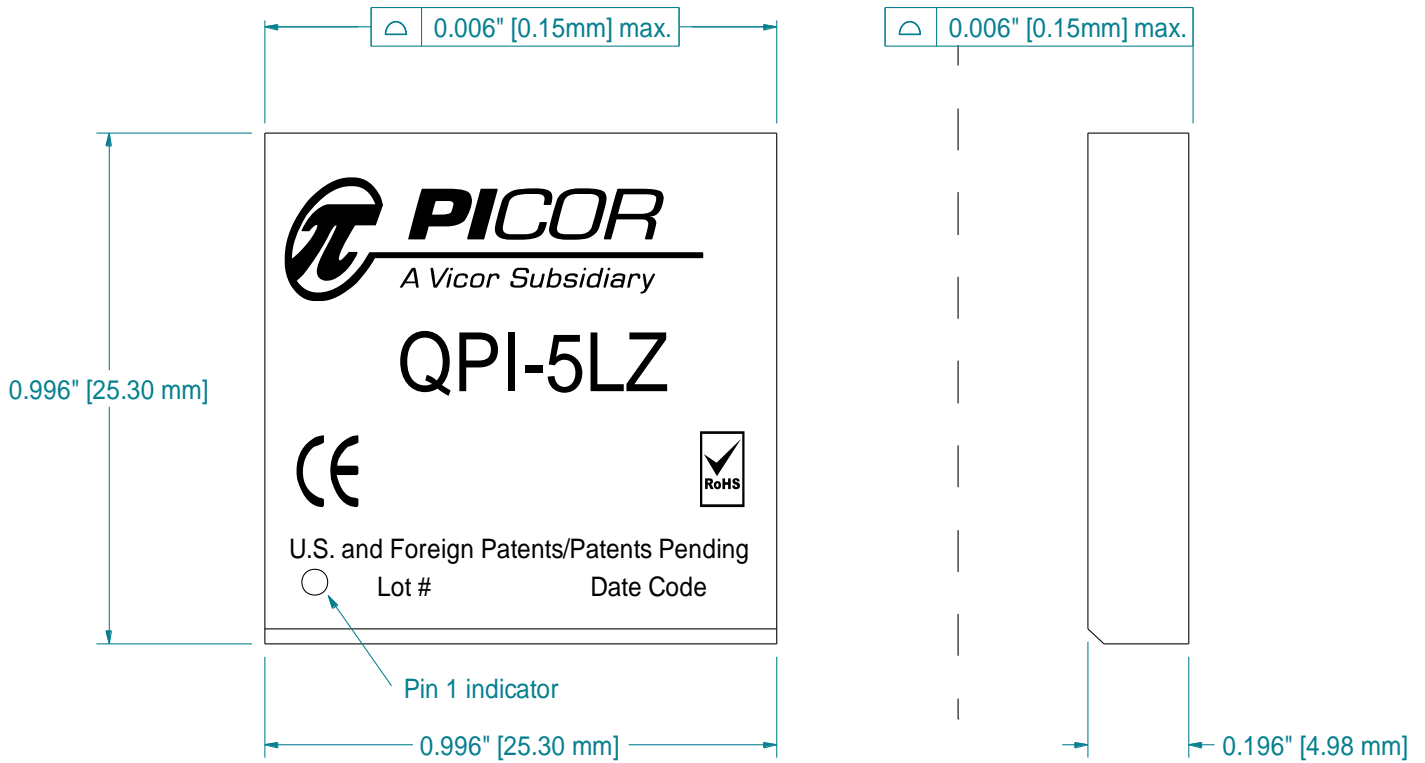 0.006" [0.15mm] max.
0.006" [0.15mm] max.
PICOR
A Vicor Subsidiary
QPI-5LZ
0.996" [25.30 mm]
CE
RoHS
U.S. and Foreign Patents/Patents Pending
Lot # Date Code
Pin 1 indicator
0.996" [25.30 mm]
0.196" [4.98 mm]